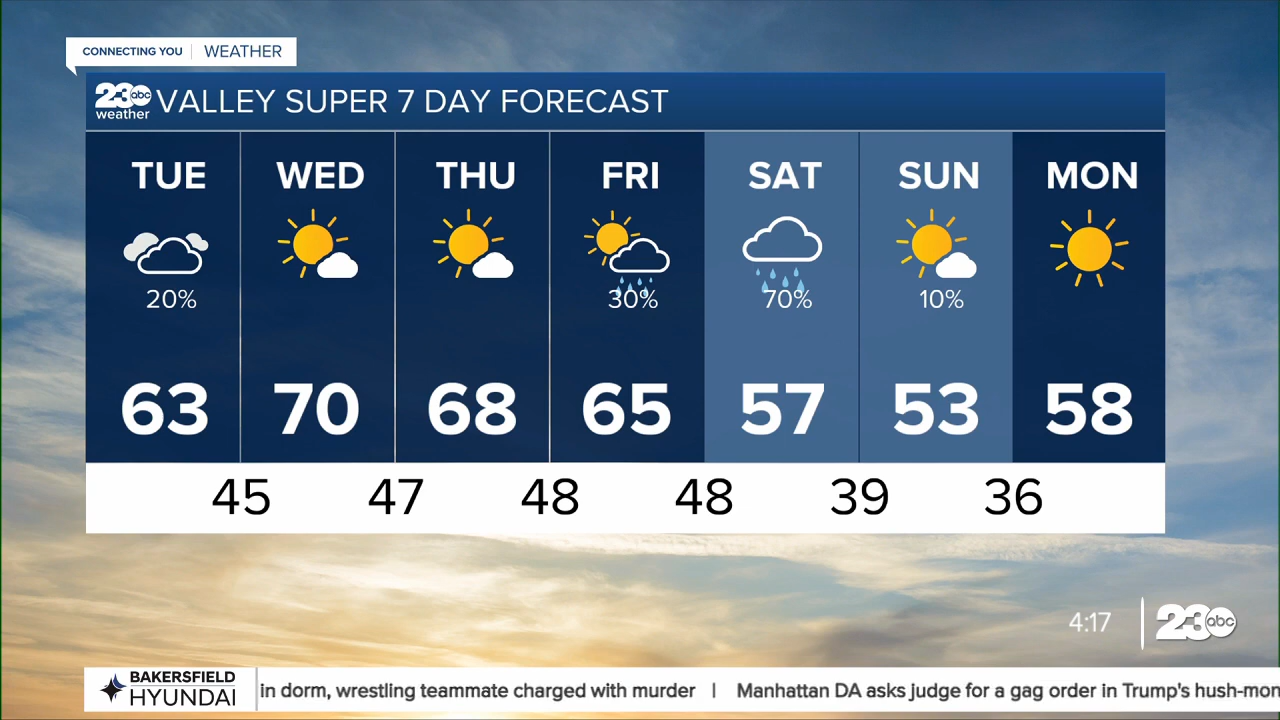 CONNECTING YOU | WEATHER
23 abc
weather
VALLEY SUPER 7 DAY FORECAST
TUE WED THU FRI SAT SUN MON
20% 30% 70% 10%
63 70 68 65 57 53 58
45 47 48 48 39 36
4:17 | 23 abc
BAKERSFIELD
HYUNDAI
in dorm, wrestling teammate charged with murder | Manhattan DA asks judge for a gag order in Trump's hush-mon